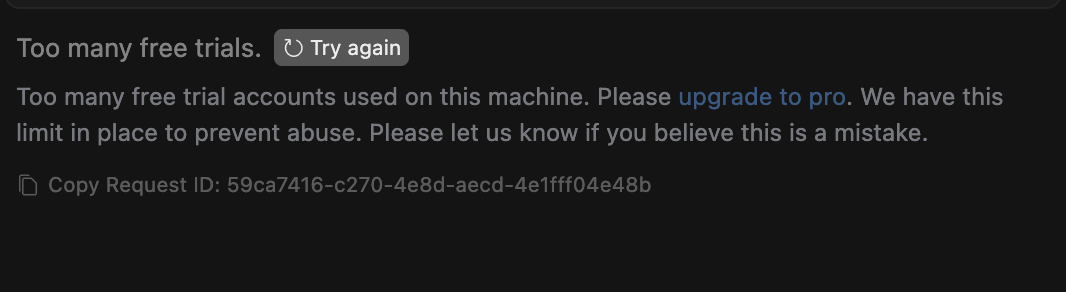 Too many free trials. Try again
Too many free trial accounts used on this machine. Please upgrade to pro. We have this
limit in place to prevent abuse. Please let us know if you believe this is a mistake.
Copy Request ID: 59ca7416-c270-4e8d-aecd-4e1fff04e48b